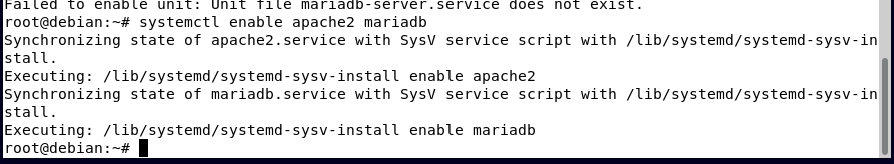 Failed to enable unit: Unit file mariadb-server.service does not exist.
root@debian:~# systemctl enable apache2 mariadb
Synchronizing state of apache2.service with SysV service script with /lib/systemd/systemd-sysv-in
stall.
Executing: /lib/systemd/systemd-sysv-install enable apache2
Synchronizing state of mariadb.service with SysV service script with /lib/systemd/systemd-sysv-in
stall.
Executing: /lib/systemd/systemd-sysv-install enable mariadb
root@debian:~#